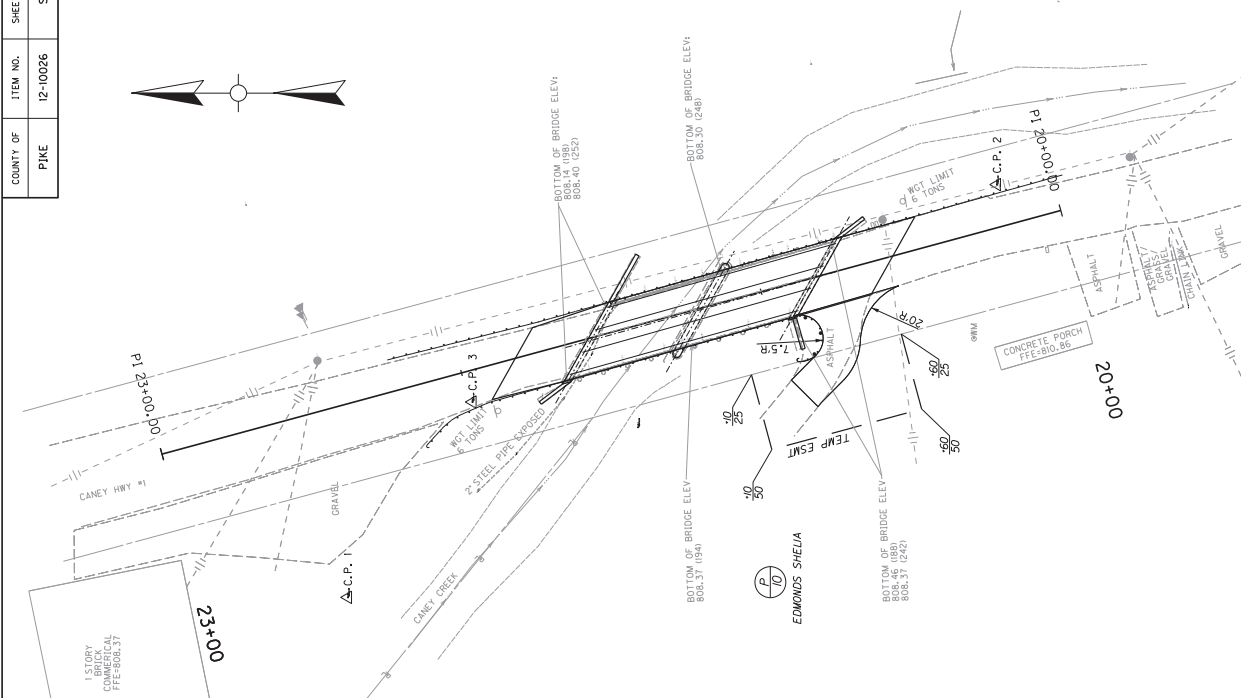 COUNTY OF
ITEM NO.
SHEE
PIKE
12-10026
S
BOTTOM OF BRIDGE ELEV:
808.14 (198)
808.40 (252)
BOTTOM OF BRIDGE ELEV:
808.30 (248)
PI 20+00.00
C.P. 2
WGT LIMIT
6 TONS
PI 23+00.00
C.P. 3
WGT LIMIT
6 TONS
2" STEEL PIPE EXPOSED
CANEY HWY #1
GRAVEL
C.P. 1
CANEY CREEK
1 STORY
BRICK
COMMERICAL
FFE=808.37
23+00
7.5'R
ASPHALT
20'R
GWM
CONCRETE PORCH
FFE=810.86
ASPHALT
ASPHALT/
GRASS/
GRAVEL
CHAIN LINK
GRAVEL
20+00
+10
25
+10
50
TEMP ESMT
+60
25
+60
50
BOTTOM OF BRIDGE ELEV
808.37 (194)
P
10
EDMONDS SHELIA
BOTTOM OF BRIDGE ELEV
808.46 (188)
808.37 (242)